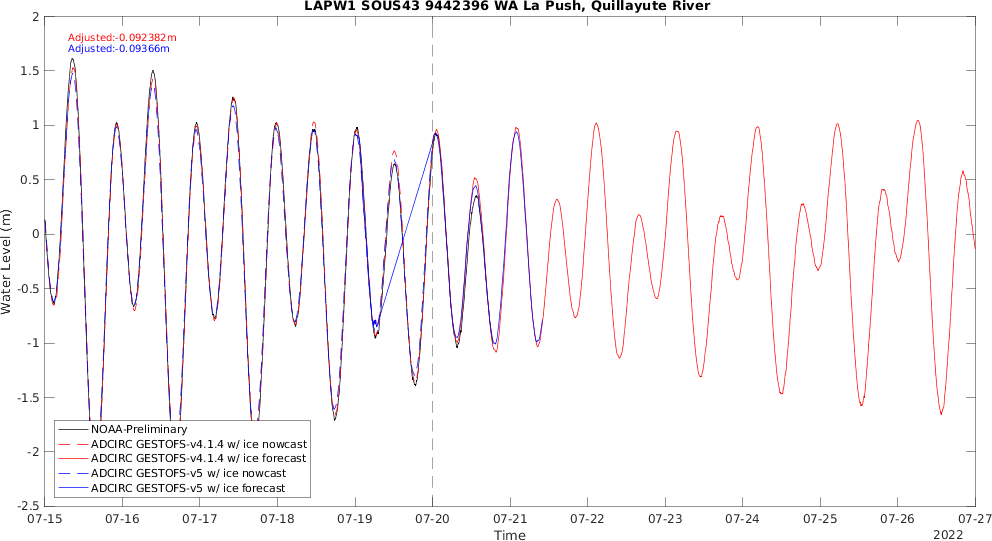 LAPW1 SOUS43 9442396 WA La Push, Quillayute River
Adjusted:-0.092382m
Adjusted:-0.09366m
2
1.5
1
0.5
0
-0.5
-1
-1.5
-2
-2.5
Water Level (m)
NOAA-Preliminary
ADCIRC GESTOFS-v4.1.4 w/ ice nowcast
ADCIRC GESTOFS-v4.1.4 w/ ice forecast
ADCIRC GESTOFS-v5 w/ ice nowcast
ADCIRC GESTOFS-v5 w/ ice forecast
07-15 07-16 07-17 07-18 07-19 07-20 07-21 07-22 07-23 07-24 07-25 07-26 07-27
Time
2022